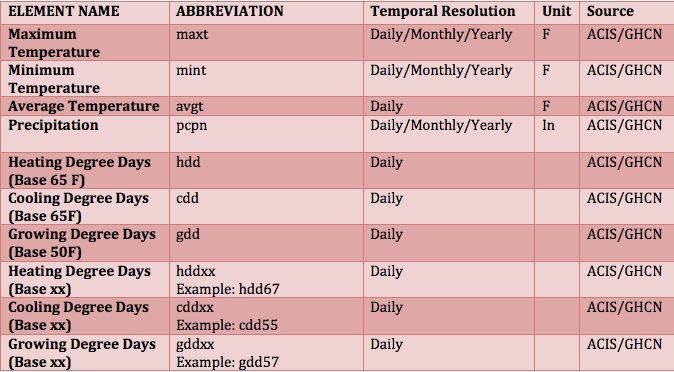 ELEMENT NAME ABBREVIATION Temporal Resolution Unit Source
Maximum maxt Daily/Monthly/Yearly F ACIS/GHCN
Temperature
Minimum mint Daily/Monthly/Yearly F ACIS/GHCN
Temperature
Average Temperature avgt Daily F ACIS/GHCN
Precipitation pcpn Daily/Monthly/Yearly In ACIS/GHCN
Heating Degree Days hdd Daily ACIS/GHCN
(Base 65 F)
Cooling Degree Days cdd Daily ACIS/GHCN
(Base 65F)
Growing Degree Days gdd Daily ACIS/GHCN
(Base 50F)
Heating Degree Days hddxx Daily ACIS/GHCN
(Base xx) Example: hdd67
Cooling Degree Days cddxx Daily ACIS/GHCN
(Base xx) Example: cdd55
Growing Degree Days gddxx Daily ACIS/GHCN
(Base xx) Example: gdd57